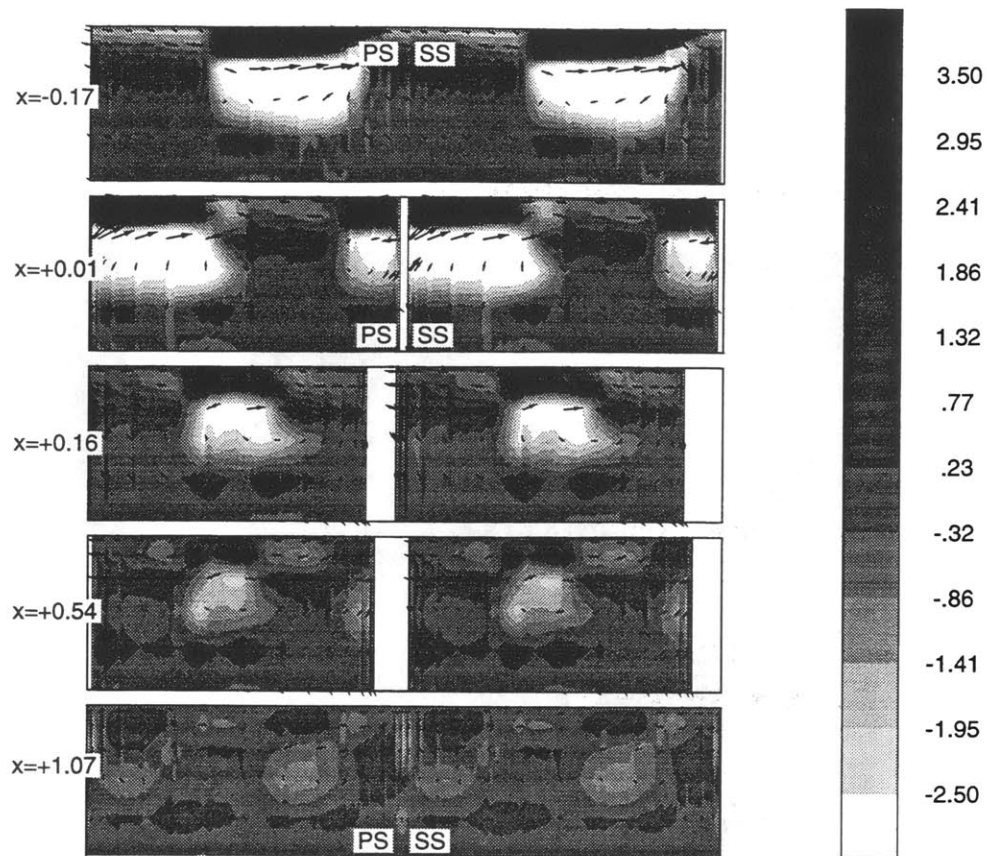 PS SS
x=-0.17
x=+0.01
PS SS
x=+0.16
x=+0.54
x=+1.07
PS SS
3.50
2.95
2.41
1.86
1.32
.77
.23
-.32
-.86
-1.41
-1.95
-2.50